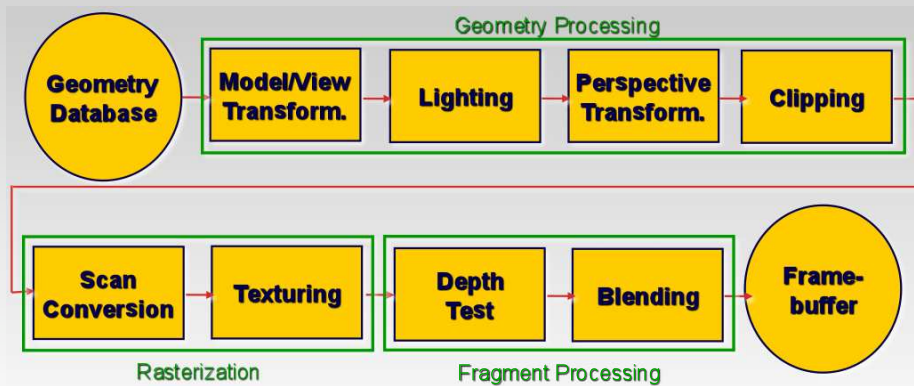 Geometry Processing
Geometry
Database
Model/View
Transform.
Lighting
Perspective
Transform.
Clipping
Scan
Conversion
Texturing
Depth
Test
Blending
Frame-
buffer
Rasterization
Fragment Processing